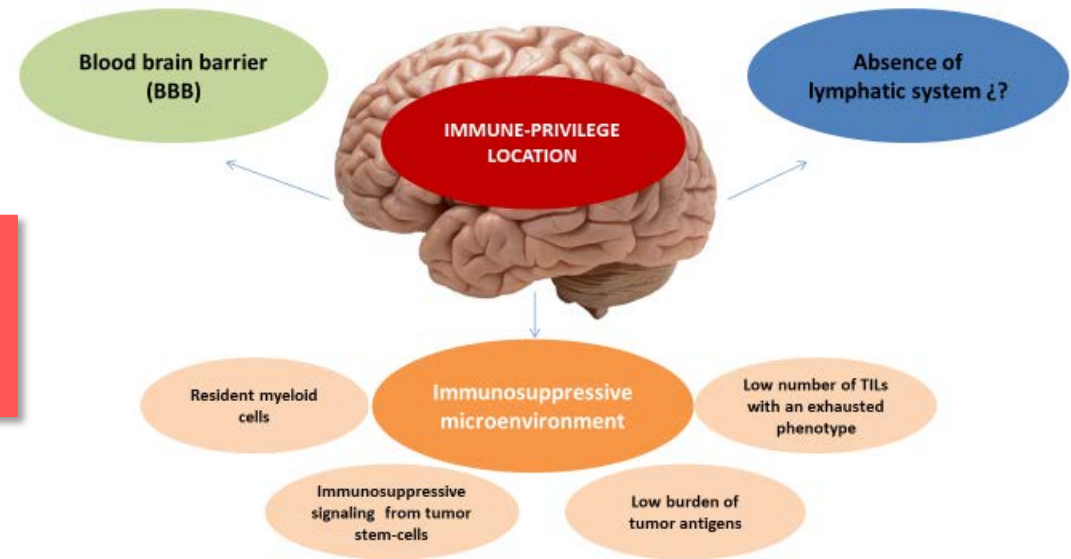 Blood brain barrier
(BBB)
Absence of
lymphatic system ¿?
IMMUNE-PRIVILEGE
LOCATION
Resident myeloid
cells
Immunosuppressive
microenvironment
Low number of TILs
with an exhausted
phenotype
Immunosuppressive
signaling from tumor
stem-cells
Low burden of
tumor antigens